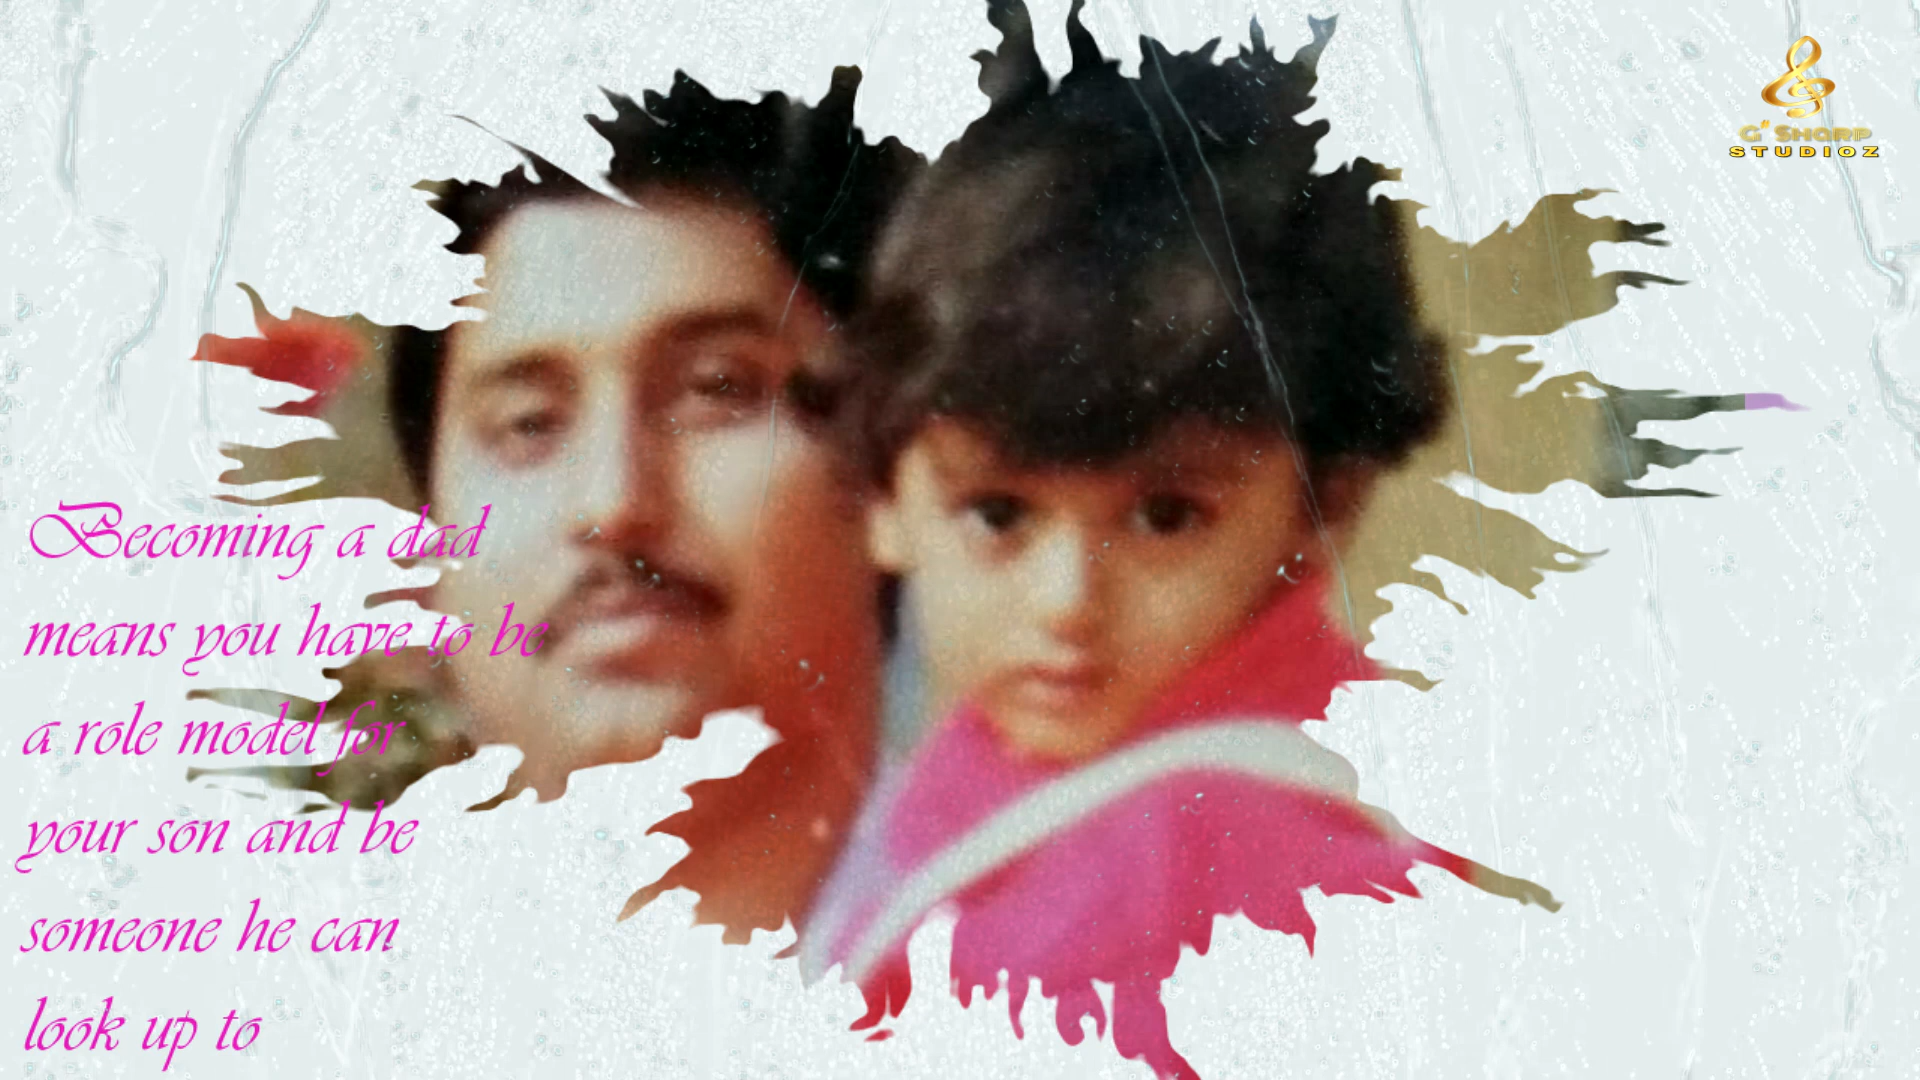 G# Sharp
STUDIOZ
Becoming a dad
means you have to be
a role model for
your son and be
someone he can
look up to